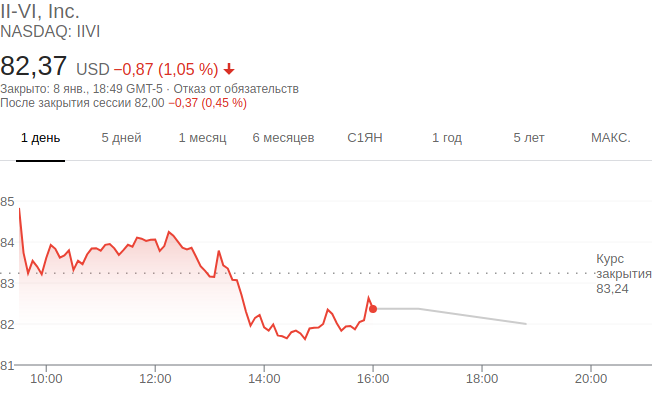 II-VI, Inc.
NASDAQ: IIVI
82,37 USD −0,87 (1,05 %)
Закрыто: 8 янв., 18:49 GMT-5 · Отказ от обязательств
После закрытия сессии 82,00 −0,37 (0,45 %)
1 день 5 дней 1 месяц 6 месяцев С1ЯН 1 год 5 лет МАКС.
85
84
Курс
закрытия
83,24
83
82
81
10:00 12:00 14:00 16:00 18:00 20:00